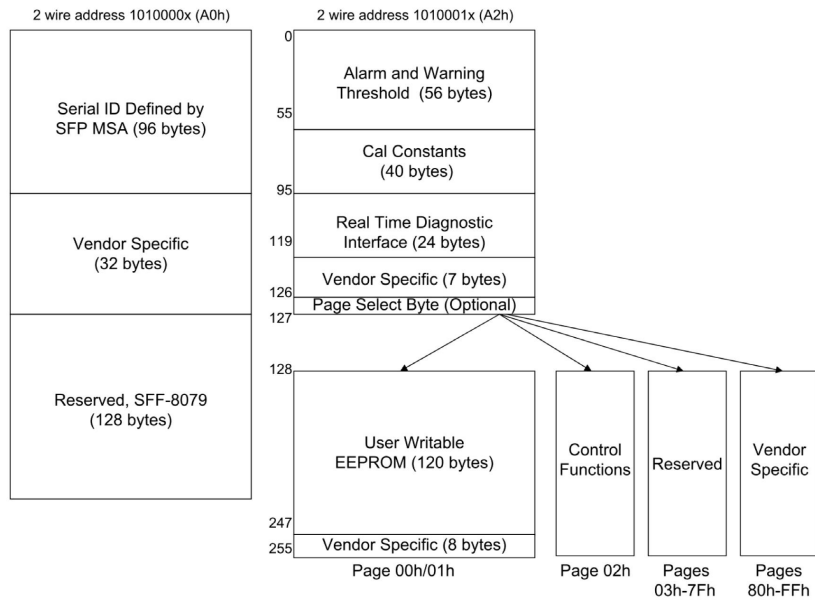 2 wire address 1010000x (A0h)
Serial ID Defined by
SFP MSA (96 bytes)
Vendor Specific
(32 bytes)
Reserved, SFF-8079
(128 bytes)
2 wire address 1010001x (A2h)
0
Alarm and Warning
Threshold (56 bytes)
55
Cal Constants
(40 bytes)
95
Real Time Diagnostic
Interface (24 bytes)
119
Vendor Specific (7 bytes)
126
Page Select Byte (Optional)
127
128
User Writable
EEPROM (120 bytes)
247
Vendor Specific (8 bytes)
255
Page 00h/01h
Control
Functions
Page 02h
Reserved
Pages
03h-7Fh
Vendor
Specific
Pages
80h-FFh